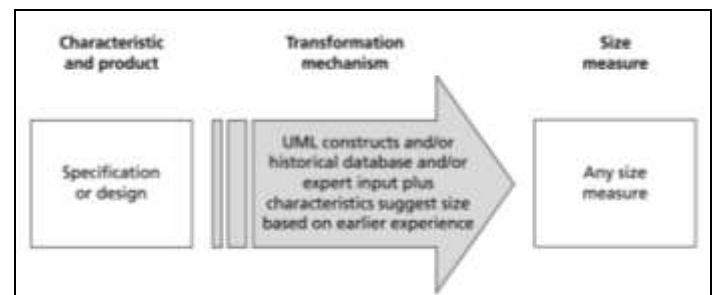 Characteristic
and product
Transformation
mechanism
Size
measure
Specification
or design
UML constructs and/or
historical database and/or
expert input plus
characteristics suggest size
based on earlier experience
Any size
measure